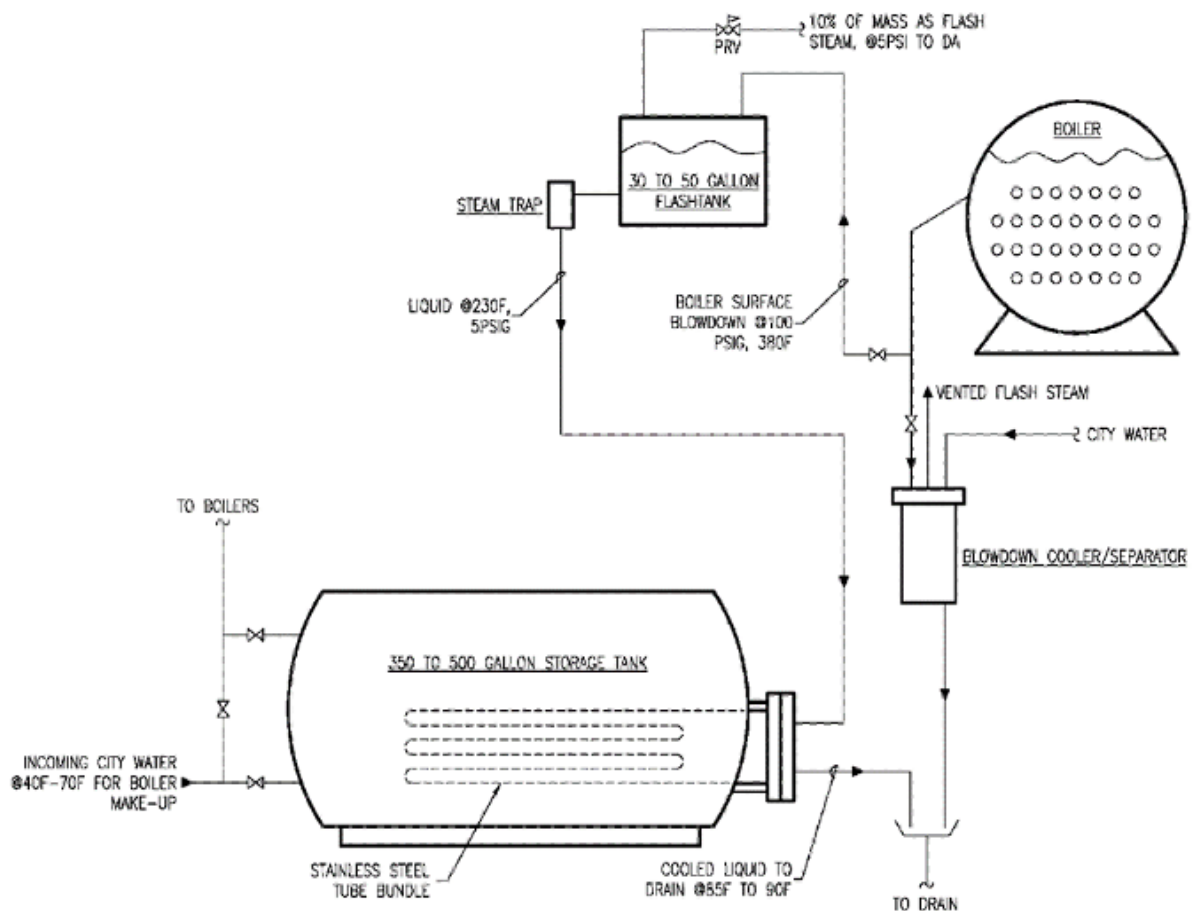 10% OF MASS AS FLASH
STEAM, @5PSI TO DA
PRV
BOILER
30 TO 50 GALLON
FLASHTANK
STEAM TRAP
LIQUID @230F,
5PSIG
BOILER SURFACE
BLOWDOWN @100
PSIG, 380F
VENTED FLASH STEAM
CITY WATER
TO BOILERS
BLOWDOWN COOLER/SEPARATOR
350 TO 500 GALLON STORAGE TANK
INCOMING CITY WATER
@40F-70F FOR BOILER
MAKE-UP
STAINLESS STEEL
TUBE BUNDLE
COOLED LIQUID TO
DRAIN @85F TO 90F
TO DRAIN